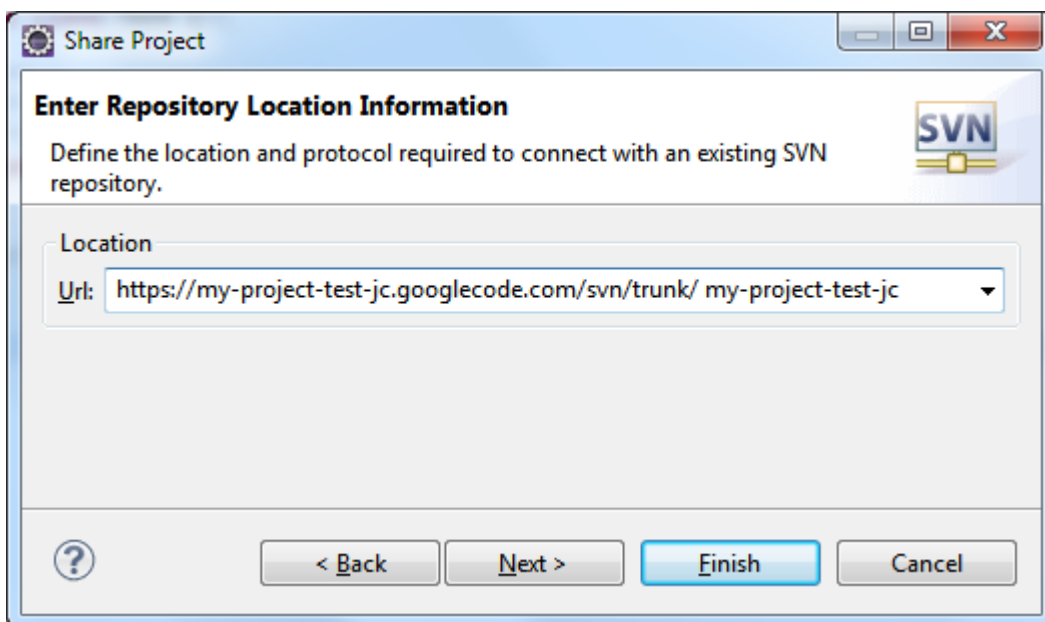 Share Project
Enter Repository Location Information
SVN
Define the location and protocol required to connect with an existing SVN
repository.
Location
Url: https://my-project-test-jc.googlecode.com/svn/trunk/ my-project-test-jc
?
< Back
Next >
Finish
Cancel